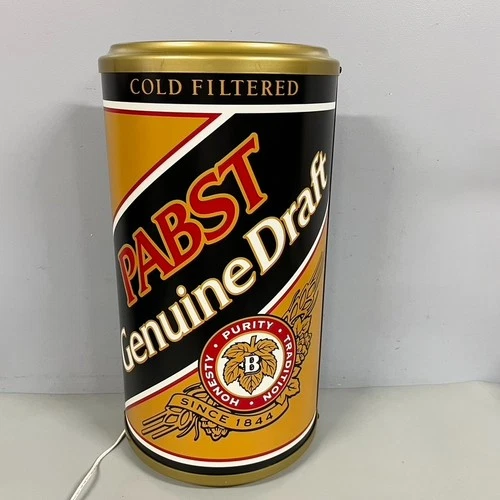 COLD FILTERED
PABST
Genuine Draft
HONESTY • PURITY • TRADITION •
B
SINCE 1844